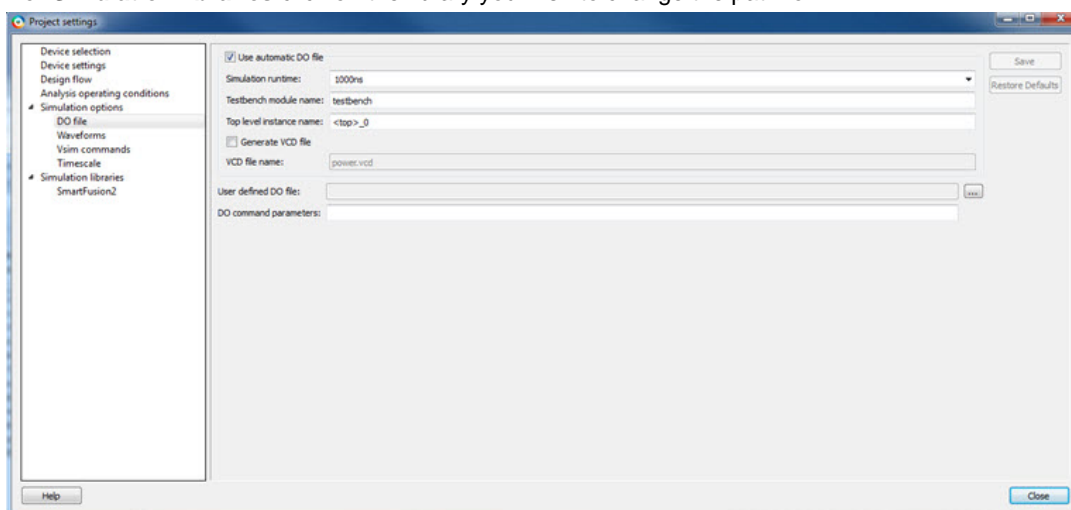 Project settings
Device selection
Device settings
Design flow
Analysis operating conditions
Simulation options
DO file
Waveforms
Vsim commands
Timescale
Simulation libraries
SmartFusion2
Use automatic DO file
Simulation runtime: 1000ns
Testbench module name: testbench
Top level instance name: <top>_0
Generate VCD file
VCD file name: power.vcd
User defined DO file: ...
DO command parameters:
Save
Restore Defaults
Help
Close